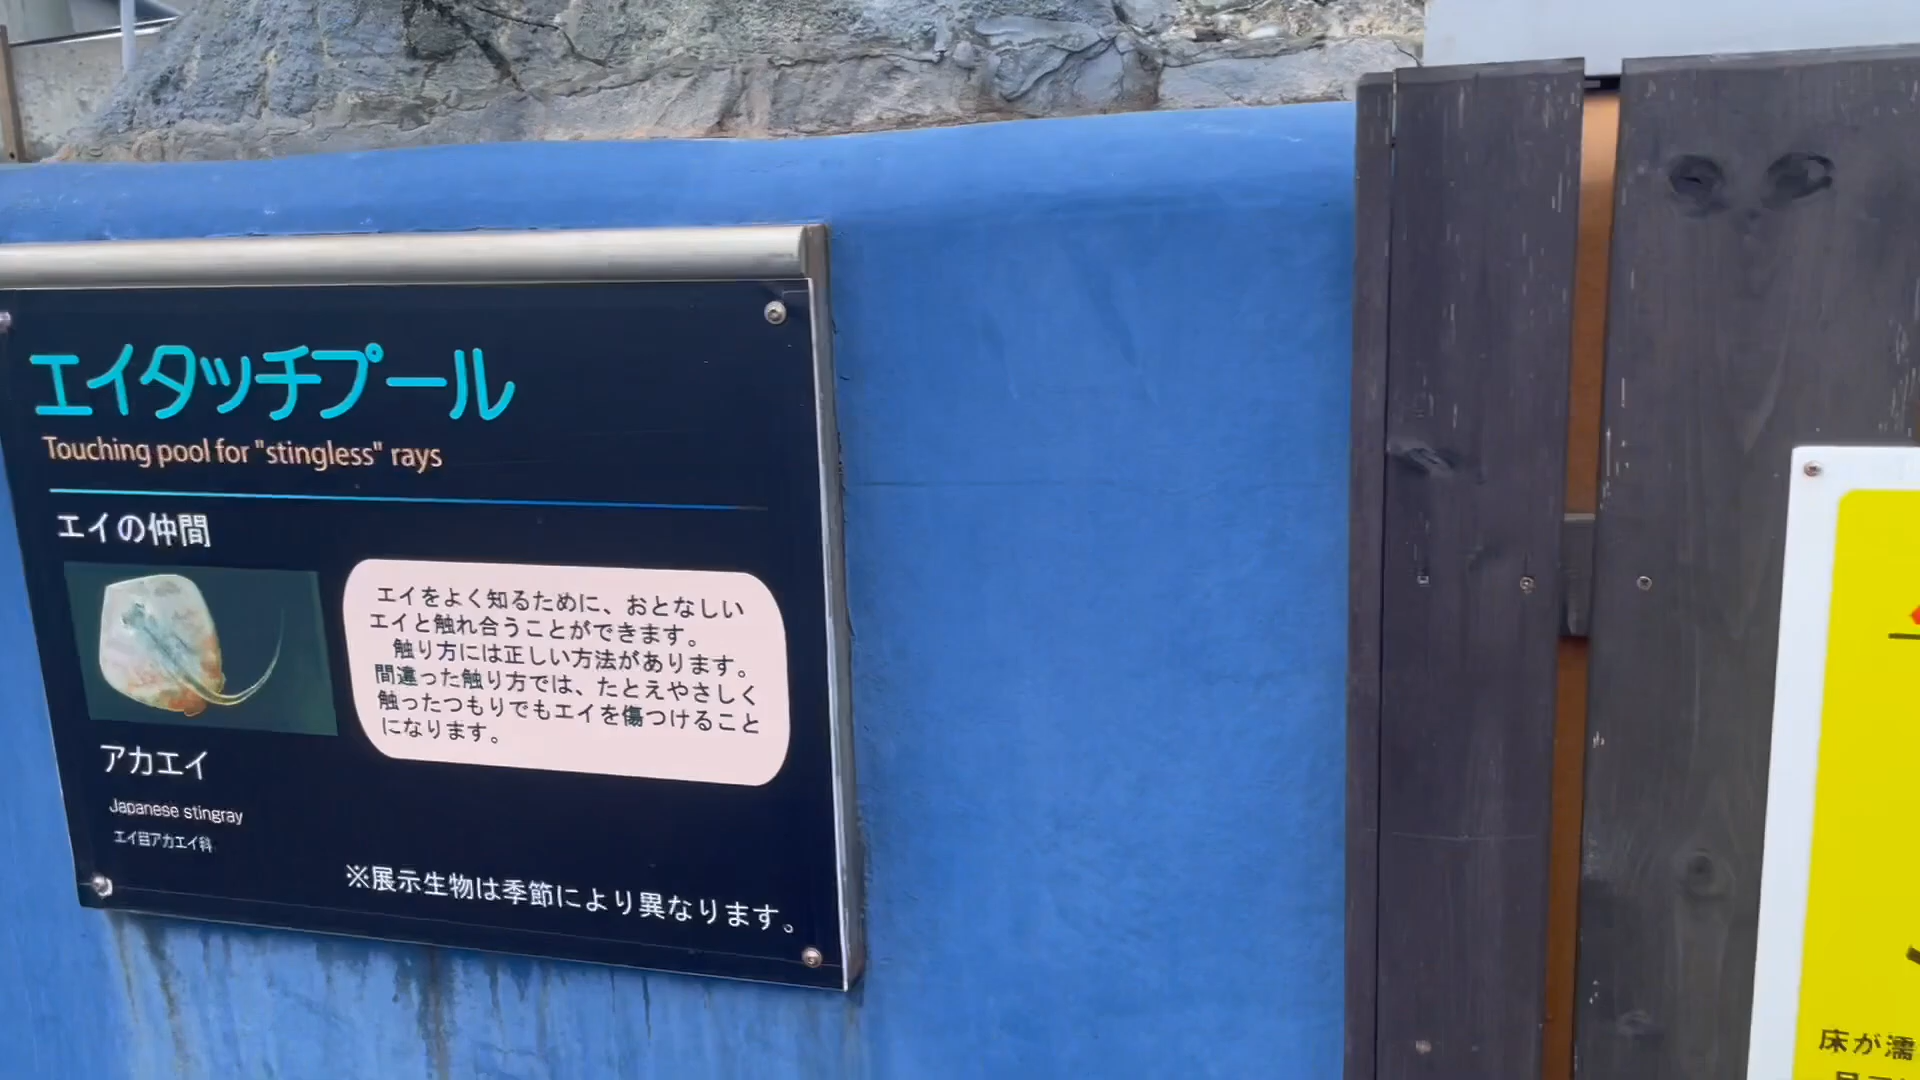 エイタッチプール
Touching pool for "stingless" rays
エイの仲間
エイをよく知るために、おとなしい
エイと触れ合うことができます。
触り方には正しい方法があります。
間違った触り方では、たとえやさしく
触ったつもりでもエイを傷つけること
になります。
アカエイ
Japanese stingray
エイ目アカエイ科
※展示生物は季節により異なります。
床が濡